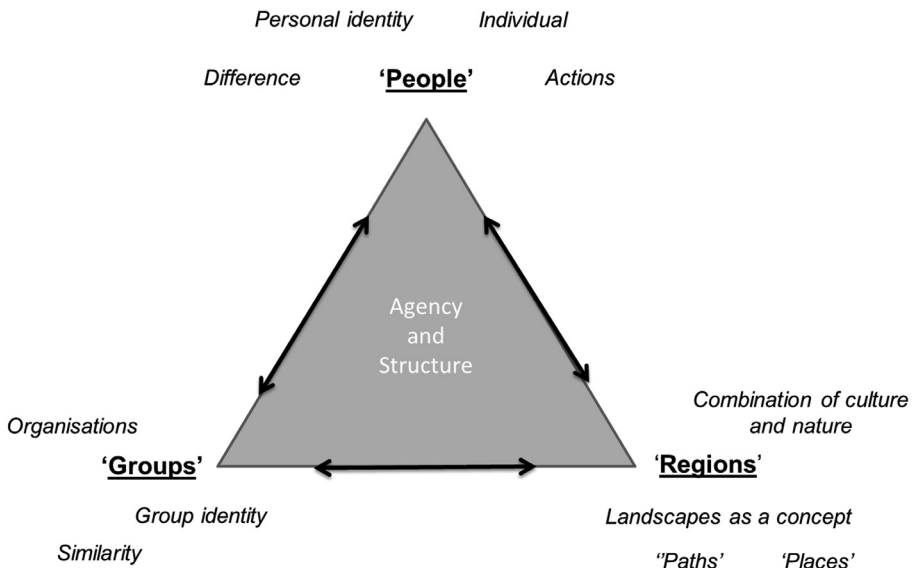 Personal identity Individual
Difference 'People' Actions
Agency
and
Structure
Combination of culture
and nature
Organisations
'Groups' 'Regions'
Group identity Landscapes as a concept
Similarity ‘’Paths’ ‘Places’